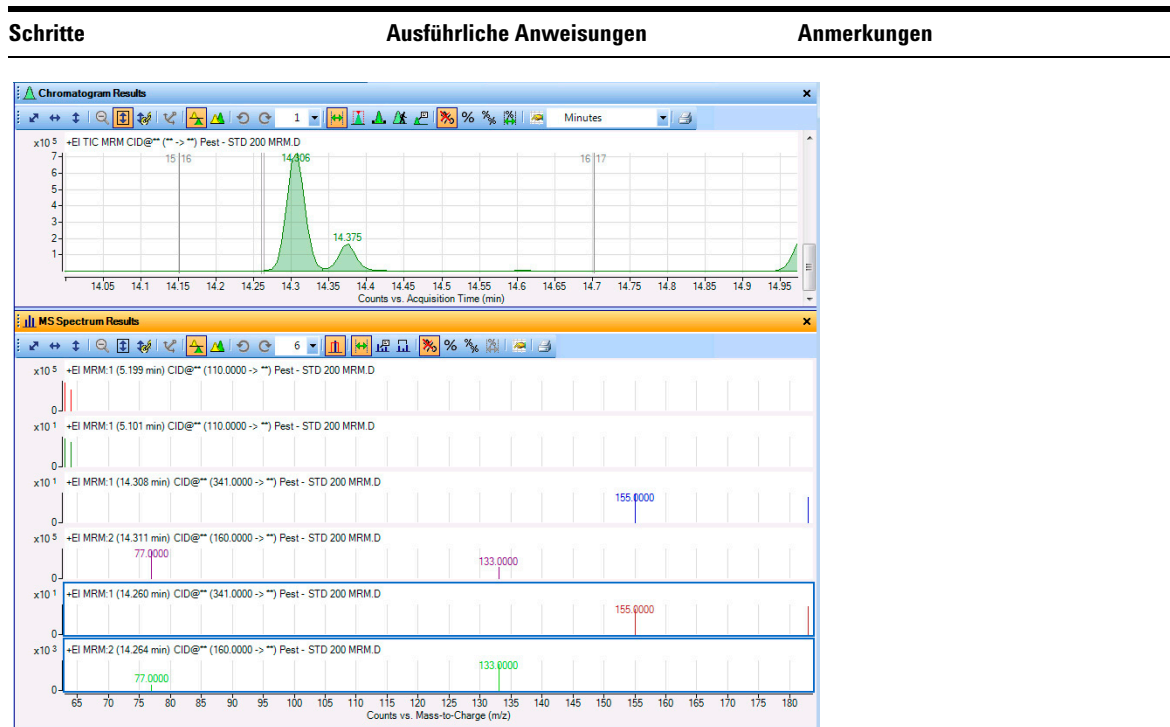 Schritte Ausführliche Anweisungen Anmerkungen
Chromatogram Results
1 % Minutes
x10 5 +EI TIC MRM CID@** (** -> **) Pest - STD 200 MRM.D
15 16 14.306 16 17
7
6
5
4
3
2
1
14.375
14.05 14.1 14.15 14.2 14.25 14.3 14.35 14.4 14.45 14.5 14.55 14.6 14.65 14.7 14.75 14.8 14.85 14.9 14.95
Counts vs. Acquisition Time (min)
MS Spectrum Results
6 %
x10 5 +EI MRM:1 (5.199 min) CID@** (110.0000 -> **) Pest - STD 200 MRM.D
0
x10 1 +EI MRM:1 (5.101 min) CID@** (110.0000 -> **) Pest - STD 200 MRM.D
0
x10 1 +EI MRM:1 (14.308 min) CID@** (341.0000 -> **) Pest - STD 200 MRM.D
155.0000
0
x10 5 +EI MRM:2 (14.311 min) CID@** (160.0000 -> **) Pest - STD 200 MRM.D
77.0000
133.0000
0
x10 1 +EI MRM:1 (14.260 min) CID@** (341.0000 -> **) Pest - STD 200 MRM.D
155.0000
0
x10 3 +EI MRM:2 (14.264 min) CID@** (160.0000 -> **) Pest - STD 200 MRM.D
133.0000
77.0000
0
65 70 75 80 85 90 95 100 105 110 115 120 125 130 135 140 145 150 155 160 165 170 175 180
Counts vs. Mass-to-Charge (m/z)